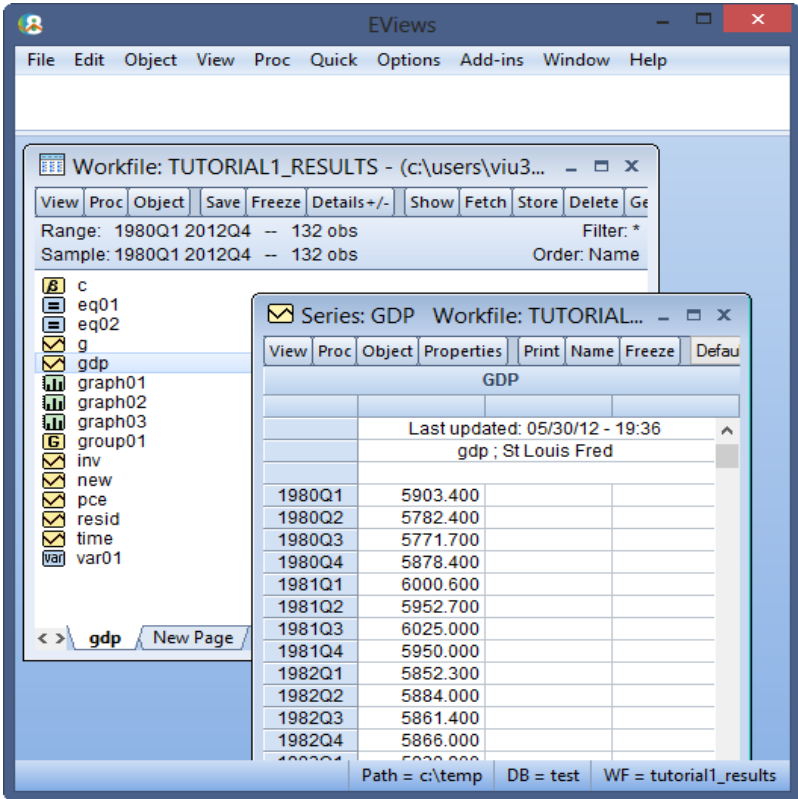 EViews
File Edit Object View Proc Quick Options Add-ins Window Help
Workfile: TUTORIAL1_RESULTS - (c:\users\viu3...
View Proc Object Save Freeze Details+/- Show Fetch Store Delete Ge
Range: 1980Q1 2012Q4 -- 132 obs Filter: *
Sample: 1980Q1 2012Q4 -- 132 obs Order: Name
β c
eq01
eq02
g
gdp
graph01
graph02
graph03
G group01
inv
new
pce
resid
time
var var01
< > gdp New Page
Series: GDP Workfile: TUTORIAL...
View Proc Object Properties Print Name Freeze Defau
GDP
Last updated: 05/30/12 - 19:36
gdp ; St Louis Fred
1980Q1 5903.400
1980Q2 5782.400
1980Q3 5771.700
1980Q4 5878.400
1981Q1 6000.600
1981Q2 5952.700
1981Q3 6025.000
1981Q4 5950.000
1982Q1 5852.300
1982Q2 5884.000
1982Q3 5861.400
1982Q4 5866.000
Path = c:\temp DB = test WF = tutorial1_results